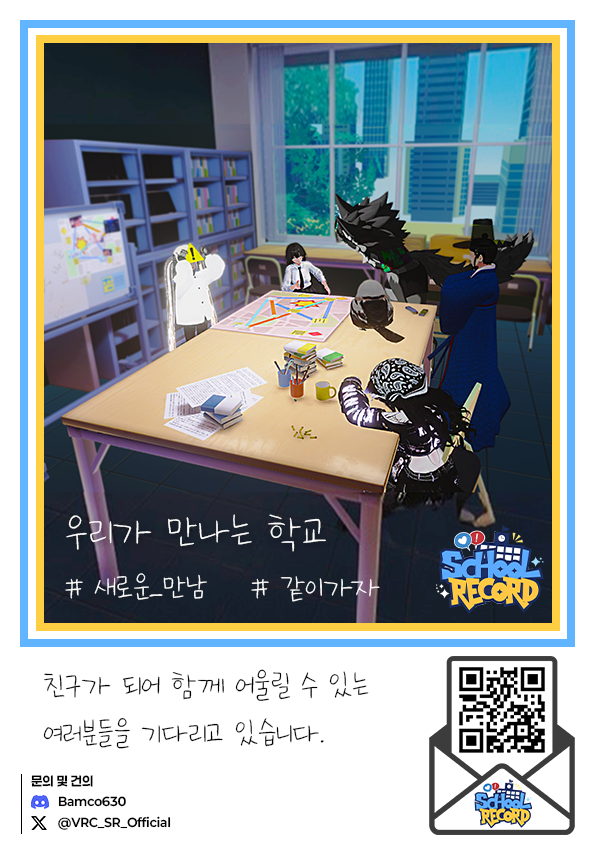 우리가 만나는 학교
# 새로운_만남 # 같이가자
SCHOOL
RECORD
친구가 되어 함께 어울릴 수 있는
여러분들을 기다리고 있습니다.
SCHOOL
RECORD
문의 및 건의
Bamco630
@VRC_SR_Official